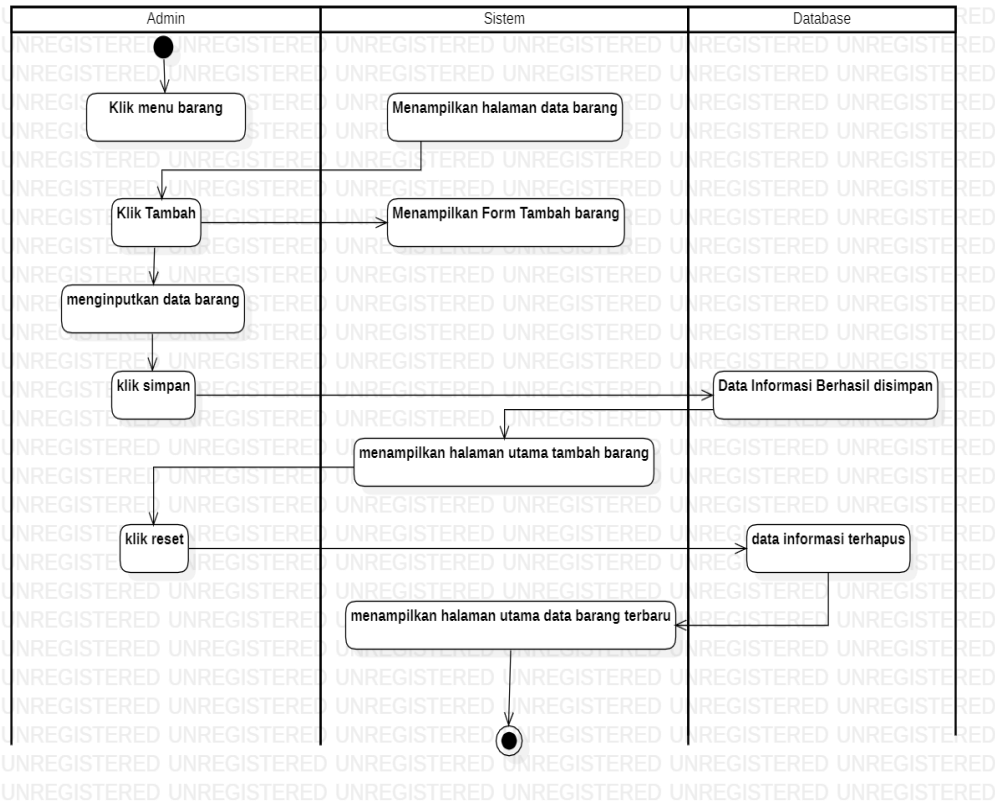 Admin Sistem Database
Klik menu barang Menampilkan halaman data barang
Klik Tambah Menampilkan Form Tambah barang
menginputkan data barang
klik simpan Data Informasi Berhasil disimpan
menampilkan halaman utama tambah barang
klik reset data informasi terhapus
menampilkan halaman utama data barang terbaru
UNREGISTERED